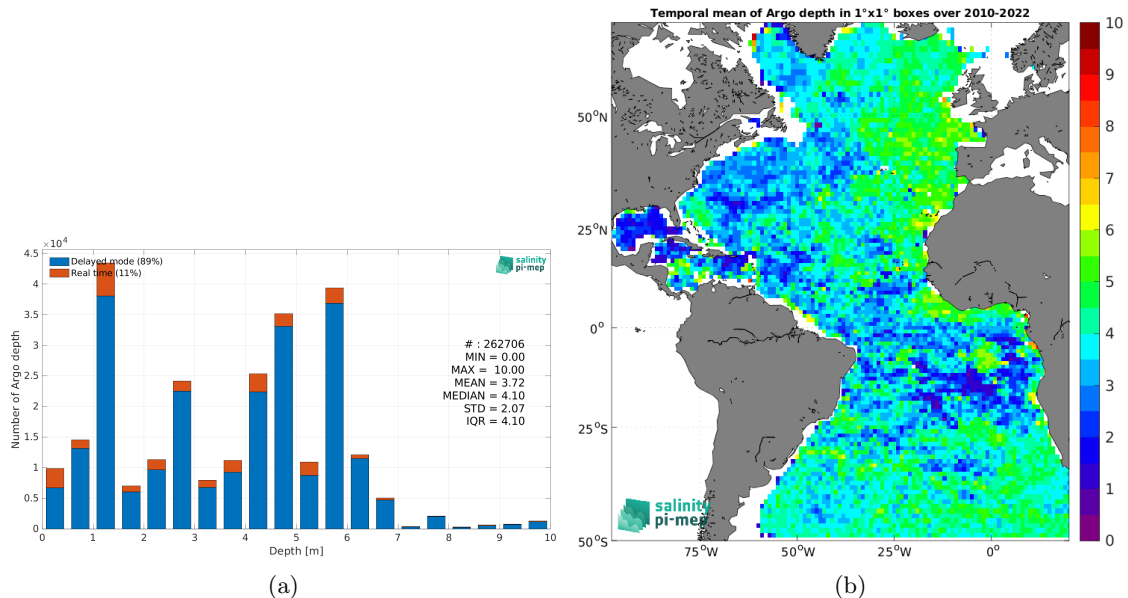 ×10⁴
4.5
4
3.5
3
2.5
2
1.5
1
0.5
0
Number of Argo depth
Delayed mode (89%)
Real time (11%)
salinity
pi-mep
# : 262706
MIN = 0.00
MAX = 10.00
MEAN = 3.72
MEDIAN = 4.10
STD = 2.07
IQR = 4.10
0 1 2 3 4 5 6 7 8 9 10
Depth [m]
(a)
Temporal mean of Argo depth in 1°x1° boxes over 2010-2022
50°N
25°N
0°
25°S
50°S
75°W 50°W 25°W 0°
salinity
pi-mep
10
9
8
7
6
5
4
3
2
1
0
(b)